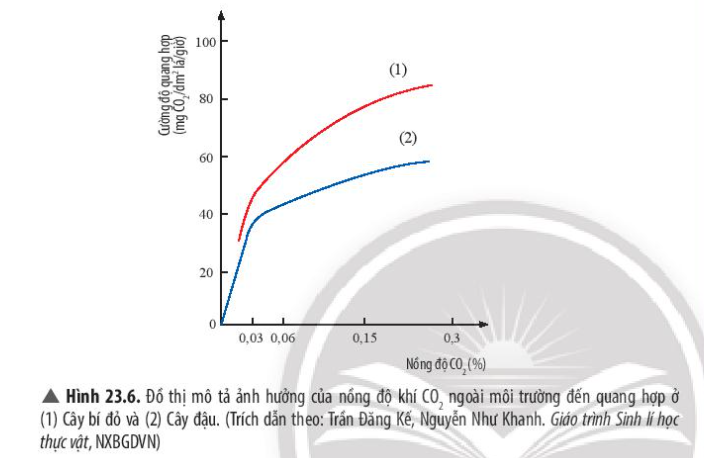 Cường độ quang hợp
(mg CO₂/dm² lá/giờ)
100
80
60
40
20
0
(1)
(2)
0,03 0,06 0,15 0,3
Nồng độ CO₂ (%)
▲ Hình 23.6. Đồ thị mô tả ảnh hưởng của nồng độ khí CO₂ ngoài môi trường đến quang hợp ở
(1) Cây bí đỏ và (2) Cây đậu. (Trích dẫn theo: Trần Đăng Kế, Nguyễn Như Khanh. Giáo trình Sinh lí học
thực vật, NXBGDVN)